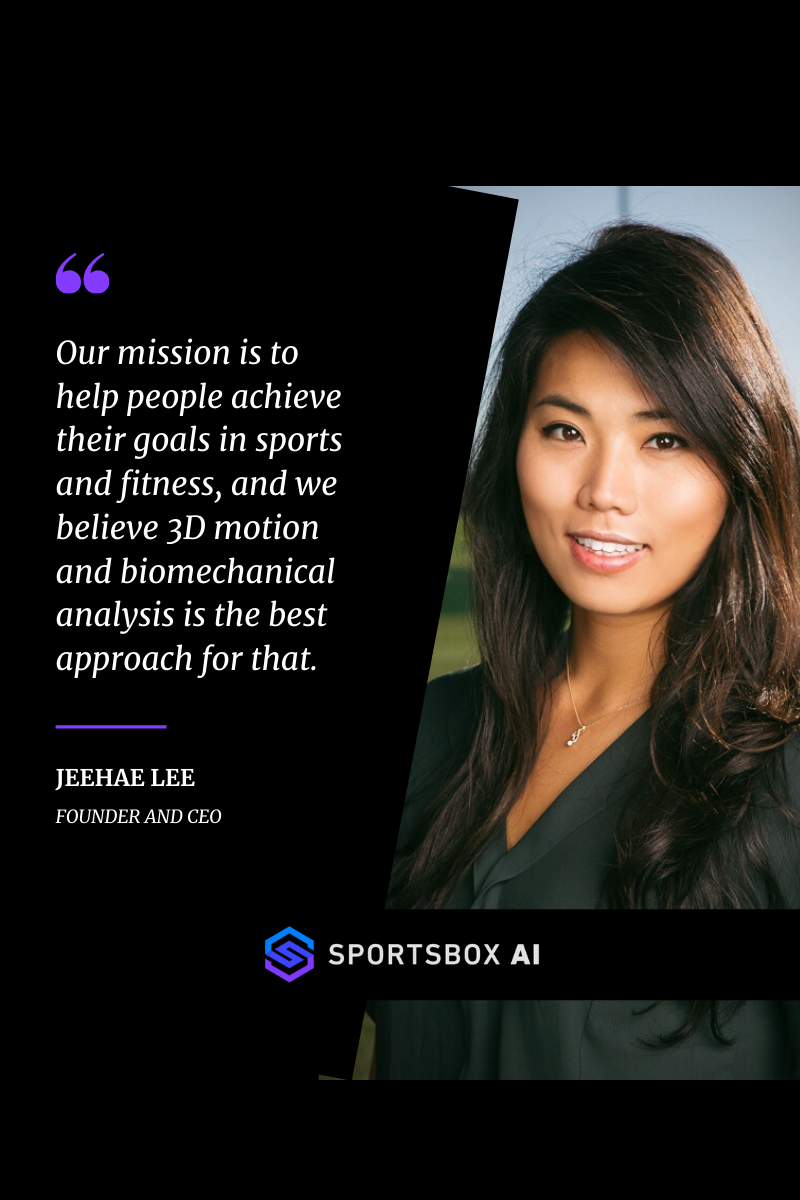 “
Our mission is to
help people achieve
their goals in sports
and fitness, and we
believe 3D motion
and biomechanical
analysis is the best
approach for that.
JEEHAE LEE
FOUNDER AND CEO
SPORTSBOX AI